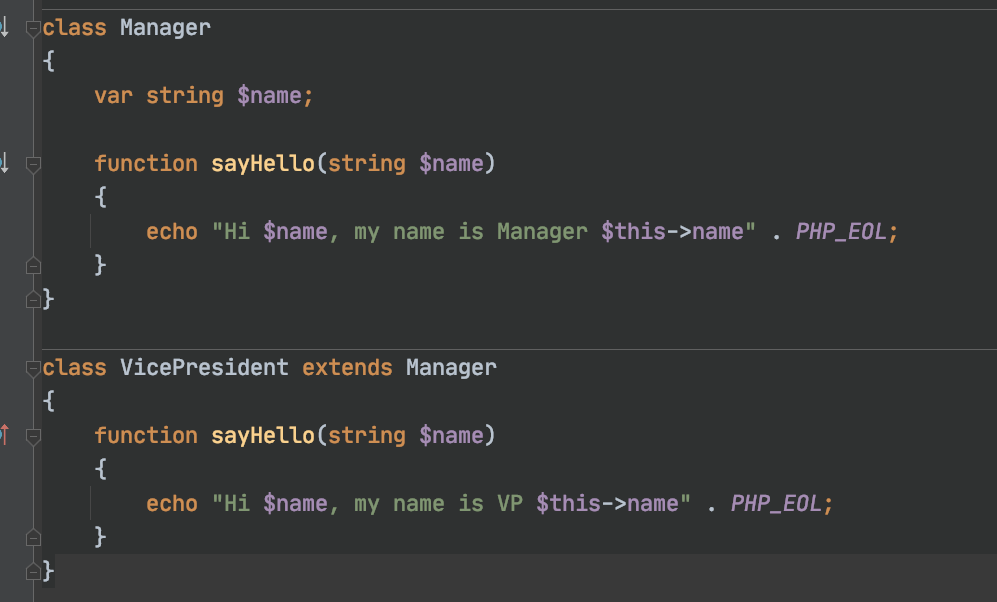 class Manager
{
    var string $name;

    function sayHello(string $name)
    {
        echo "Hi $name, my name is Manager $this->name" . PHP_EOL;
    }
}

class VicePresident extends Manager
{
    function sayHello(string $name)
    {
        echo "Hi $name, my name is VP $this->name" . PHP_EOL;
    }
}